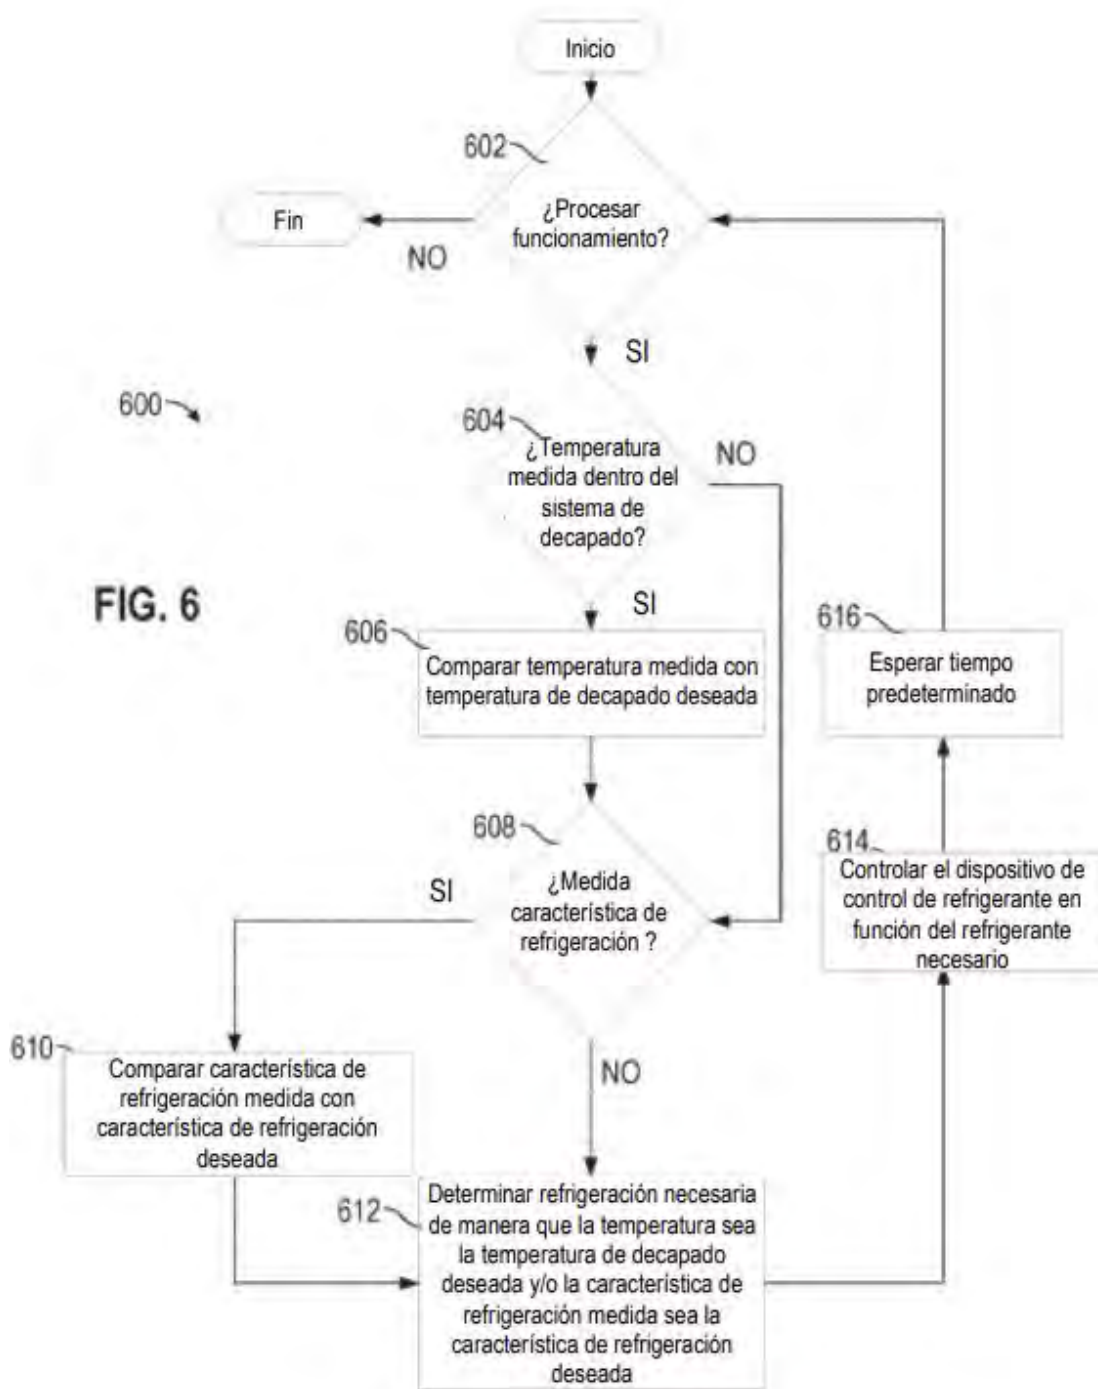 Inicio
602
¿Procesar
funcionamiento?
Fin
NO
SI
600
604
¿Temperatura
medida dentro del
sistema de
decapado?
NO
FIG. 6
SI
606
Comparar temperatura medida con
temperatura de decapado deseada
616
Esperar tiempo
predeterminado
608
¿Medida
característica de
refrigeración ?
SI
614
Controlar el dispositivo de
control de refrigerante en
función del refrigerante
necesario
610
Comparar característica de
refrigeración medida con
característica de refrigeración
deseada
NO
612
Determinar refrigeración necesaria
de manera que la temperatura sea
la temperatura de decapado
deseada y/o la característica de
refrigeración medida sea la
característica de refrigeración
deseada